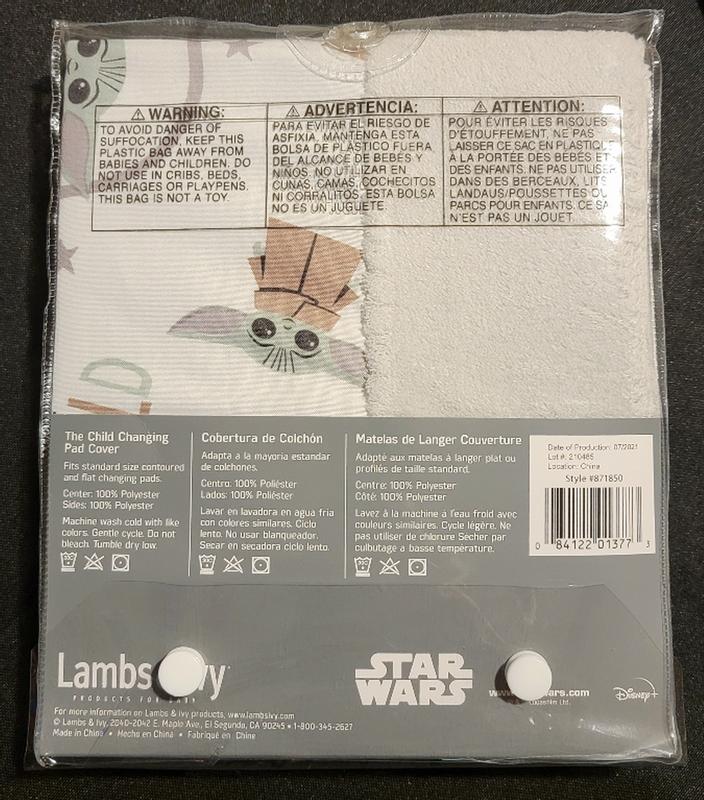 ⚠ WARNING:
TO AVOID DANGER OF
SUFFOCATION, KEEP THIS
PLASTIC BAG AWAY FROM
BABIES AND CHILDREN. DO
NOT USE IN CRIBS, BEDS,
CARRIAGES OR PLAYPENS.
THIS BAG IS NOT A TOY.
⚠ ADVERTENCIA:
PARA EVITAR EL RIESGO DE
ASFIXIA, MANTENGA ESTA
BOLSA DE PLASTICO FUERA
DEL ALCANCE DE BEBÉS Y
NIÑOS. NO UTILIZAR EN
CUNAS, CAMAS, COCHECITOS
NI CORRALITOS. ESTA BOLSA
NO ES UN JUGUETE.
⚠ ATTENTION:
POUR ÉVITER LES RISQUES
D'ÉTOUFFEMENT, NE PAS
LAISSER CE SAC EN PLASTIQUE
À LA PORTÉE DES BÉBÉS ET
DES ENFANTS. NE PAS UTILISER
DANS DES BERCEAUX, LITS
LANDAUS/POUSSETTES OU
PARCS POUR ENFANTS. CE SA
N'EST PAS UN JOUET.
LD
The Child Changing
Pad Cover
Fits standard size contoured
and flat changing pads.
Center: 100% Polyester
Sides: 100% Polyester
Machine wash cold with like
colors. Gentle cycle. Do not
bleach. Tumble dry low.
Cobertura de Colchón
Adapta a la mayoria estandar
de colchones.
Centro: 100% Poliéster
Lados: 100% Poliéster
Lavar en lavadora en agua fria
con colores similares. Ciclo
lento. No usar blanqueador.
Secar en secadora ciclo lento.
Matelas de Langer Couverture
Adapté aux matelas à langer plat ou
profilés de taille standard.
Centre: 100% Polyester
Côté: 100% Polyester
Lavez à la machine à l'eau froid avec
couleurs similaires. Cycle légère. Ne
pas utiliser de chlorure Sécher par
culbutage a basse température.
Date of Production: 07/2021
Lot #: 210485
Location: China
Style #871850
0 84122 01377 3
Lambs Ivy
PRODUCTS FOR BABY
STAR
WARS
www. wars.com
Lucasfilm Ltd.
Disney+
For more information on Lambs & Ivy products, www.lambsivy.com
© Lambs & Ivy, 2040-2042 E. Maple Ave., El Segundo, CA 90245 • 1-800-345-2627
Made in China • Hecho en China • Fabriqué en Chine